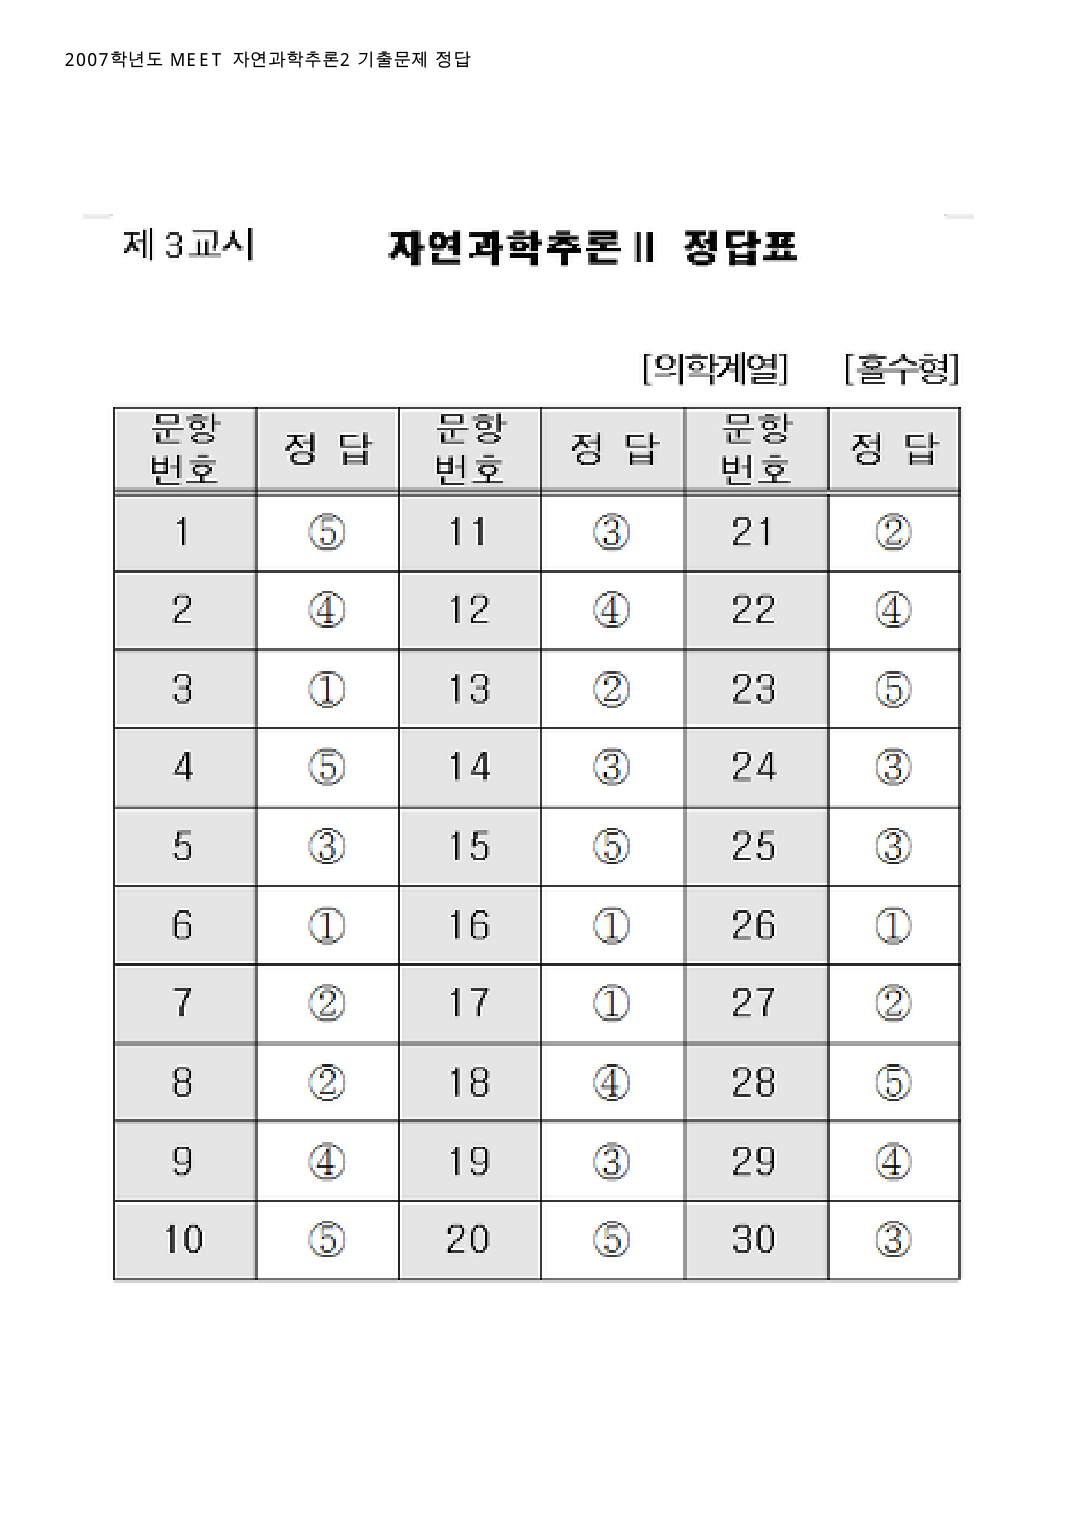 2007학년도 MEET 자연과학추론2 기출문제 정답
제 3교시 자연과학추론 II 정답표
[의학계열] [홀수형]
문항 번호 정 답 문항 번호 정 답 문항 번호 정 답
1 ⑤ 11 ③ 21 ②
2 ④ 12 ④ 22 ④
3 ① 13 ② 23 ⑤
4 ⑤ 14 ③ 24 ③
5 ③ 15 ⑤ 25 ③
6 ① 16 ① 26 ①
7 ② 17 ① 27 ②
8 ② 18 ④ 28 ⑤
9 ④ 19 ③ 29 ④
10 ⑤ 20 ⑤ 30 ③